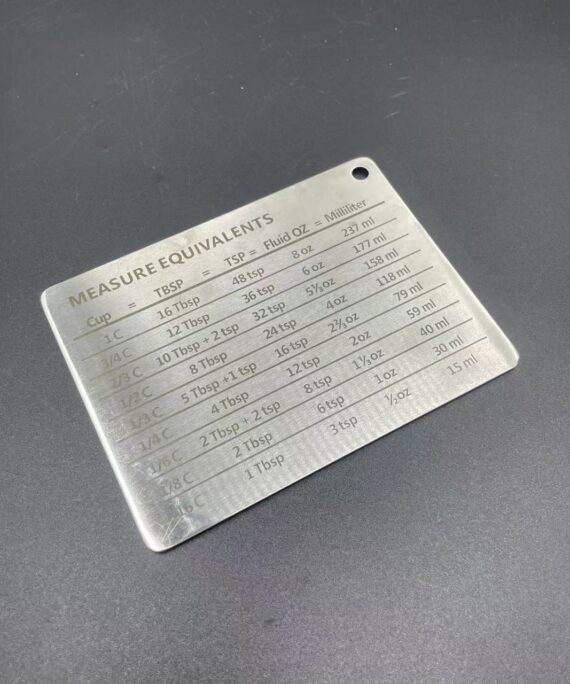 MEASURE EQUIVALENTS
Cup = TBSP = TSP = Fluid OZ = Milliliter
1 C 16 Tbsp 48 tsp 8 oz 237 ml
3/4 C 12 Tbsp 36 tsp 6 oz 177 ml
2/3 C 10 Tbsp + 2 tsp 32 tsp 5⅓ oz 158 ml
1/2 C 8 Tbsp 24 tsp 4oz 118 ml
1/3 C 5 Tbsp +1 tsp 16 tsp 2⅔ oz 79 ml
1/4 C 4 Tbsp 12 tsp 2oz 59 ml
1/6 C 2 Tbsp + 2 tsp 8 tsp 1⅓ oz 40 ml
1/8 C 2 Tbsp 6 tsp 1 oz 30 ml
C 1 Tbsp 3 tsp ½ oz 15 ml